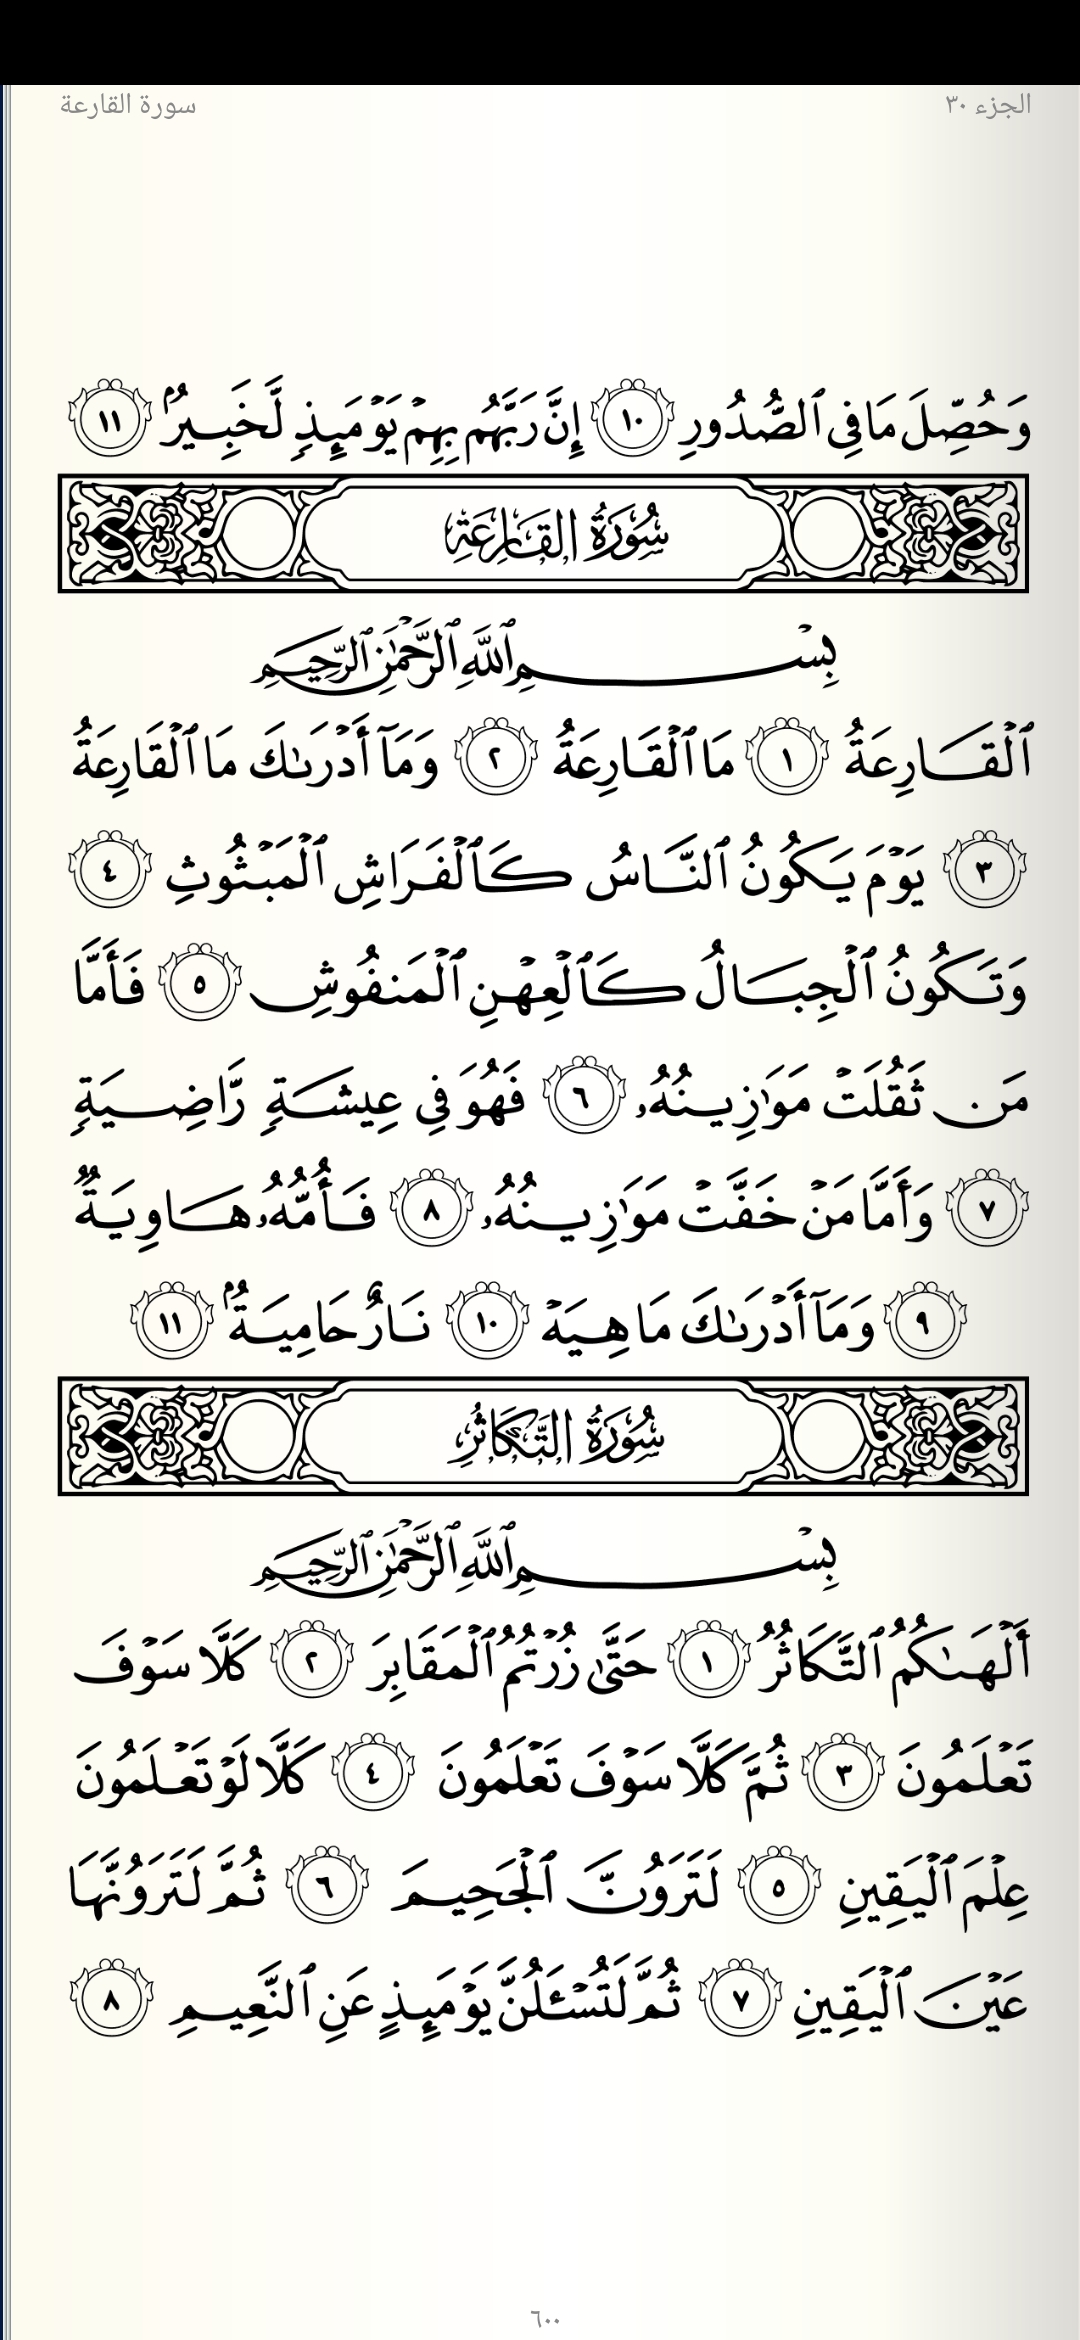 الجزء ٣٠
سورة القارعة
وَحُصِّلَ مَا فِي ٱلصُّدُورِ ١٠ إِنَّ رَبَّهُم بِهِمۡ يَوۡمَئِذٖ لَّخَبِيرُۢ ١١
سُورَةُ القَارِعَةِ
بِسۡمِ ٱللَّهِ ٱلرَّحۡمَٰنِ ٱلرَّحِيمِ
ٱلۡقَارِعَةُ ١ مَا ٱلۡقَارِعَةُ ٢ وَمَآ أَدۡرَىٰكَ مَا ٱلۡقَارِعَةُ
٣ يَوۡمَ يَكُونُ ٱلنَّاسُ كَٱلۡفَرَاشِ ٱلۡمَبۡثُوثِ ٤
وَتَكُونُ ٱلۡجِبَالُ كَٱلۡعِهۡنِ ٱلۡمَنفُوشِ ٥ فَأَمَّا
مَن ثَقُلَتۡ مَوَٰزِينُهُۥ ٦ فَهُوَ فِي عِيشَةٖ رَّاضِيَةٖ
٧ وَأَمَّا مَنۡ خَفَّتۡ مَوَٰزِينُهُۥ ٨ فَأُمُّهُۥ هَاوِيَةٞ
٩ وَمَآ أَدۡرَىٰكَ مَا هِيَهۡ ١٠ نَارٌ حَامِيَةُۢ ١١
سُورَةُ التَّكَاثُرِ
بِسۡمِ ٱللَّهِ ٱلرَّحۡمَٰنِ ٱلرَّحِيمِ
أَلۡهَىٰكُمُ ٱلتَّكَاثُرُ ١ حَتَّىٰ زُرۡتُمُ ٱلۡمَقَابِرَ ٢ كَلَّا سَوۡفَ
تَعۡلَمُونَ ٣ ثُمَّ كَلَّا سَوۡفَ تَعۡلَمُونَ ٤ كَلَّا لَوۡ تَعۡلَمُونَ
عِلۡمَ ٱلۡيَقِينِ ٥ لَتَرَوُنَّ ٱلۡجَحِيمَ ٦ ثُمَّ لَتَرَوُنَّهَا
عَيۡنَ ٱلۡيَقِينِ ٧ ثُمَّ لَتُسۡـَٔلُنَّ يَوۡمَئِذٍ عَنِ ٱلنَّعِيمِ ٨
٦٠٠